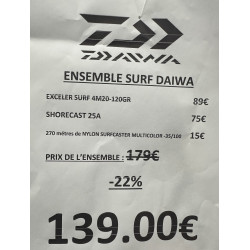 DAIWA
ENSEMBLE SURF DAIWA
EXCELER SURF 4M20-120GR 89€
SHORECAST 25A 75€
270 mètres de NYLON SURFCASTER MULTICOLOR -35/100 15€
PRIX DE L'ENSEMBLE : 179€
-22%
139.00€